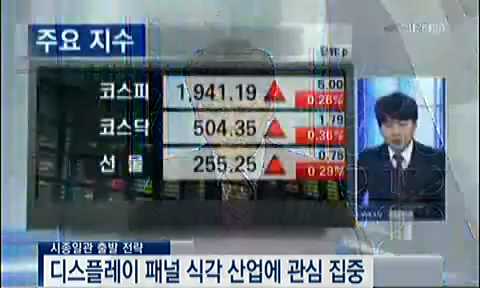 주요 지수
단위: p
코스피 1,941.19 ▲ 5.00 0.26%
코스닥 504.35 ▲ 1.79 0.36%
선 물 255.25 ▲ 0.75 0.29%
시종일관 출발 전략
디스플레이 패널 식각 산업에 관심 집중